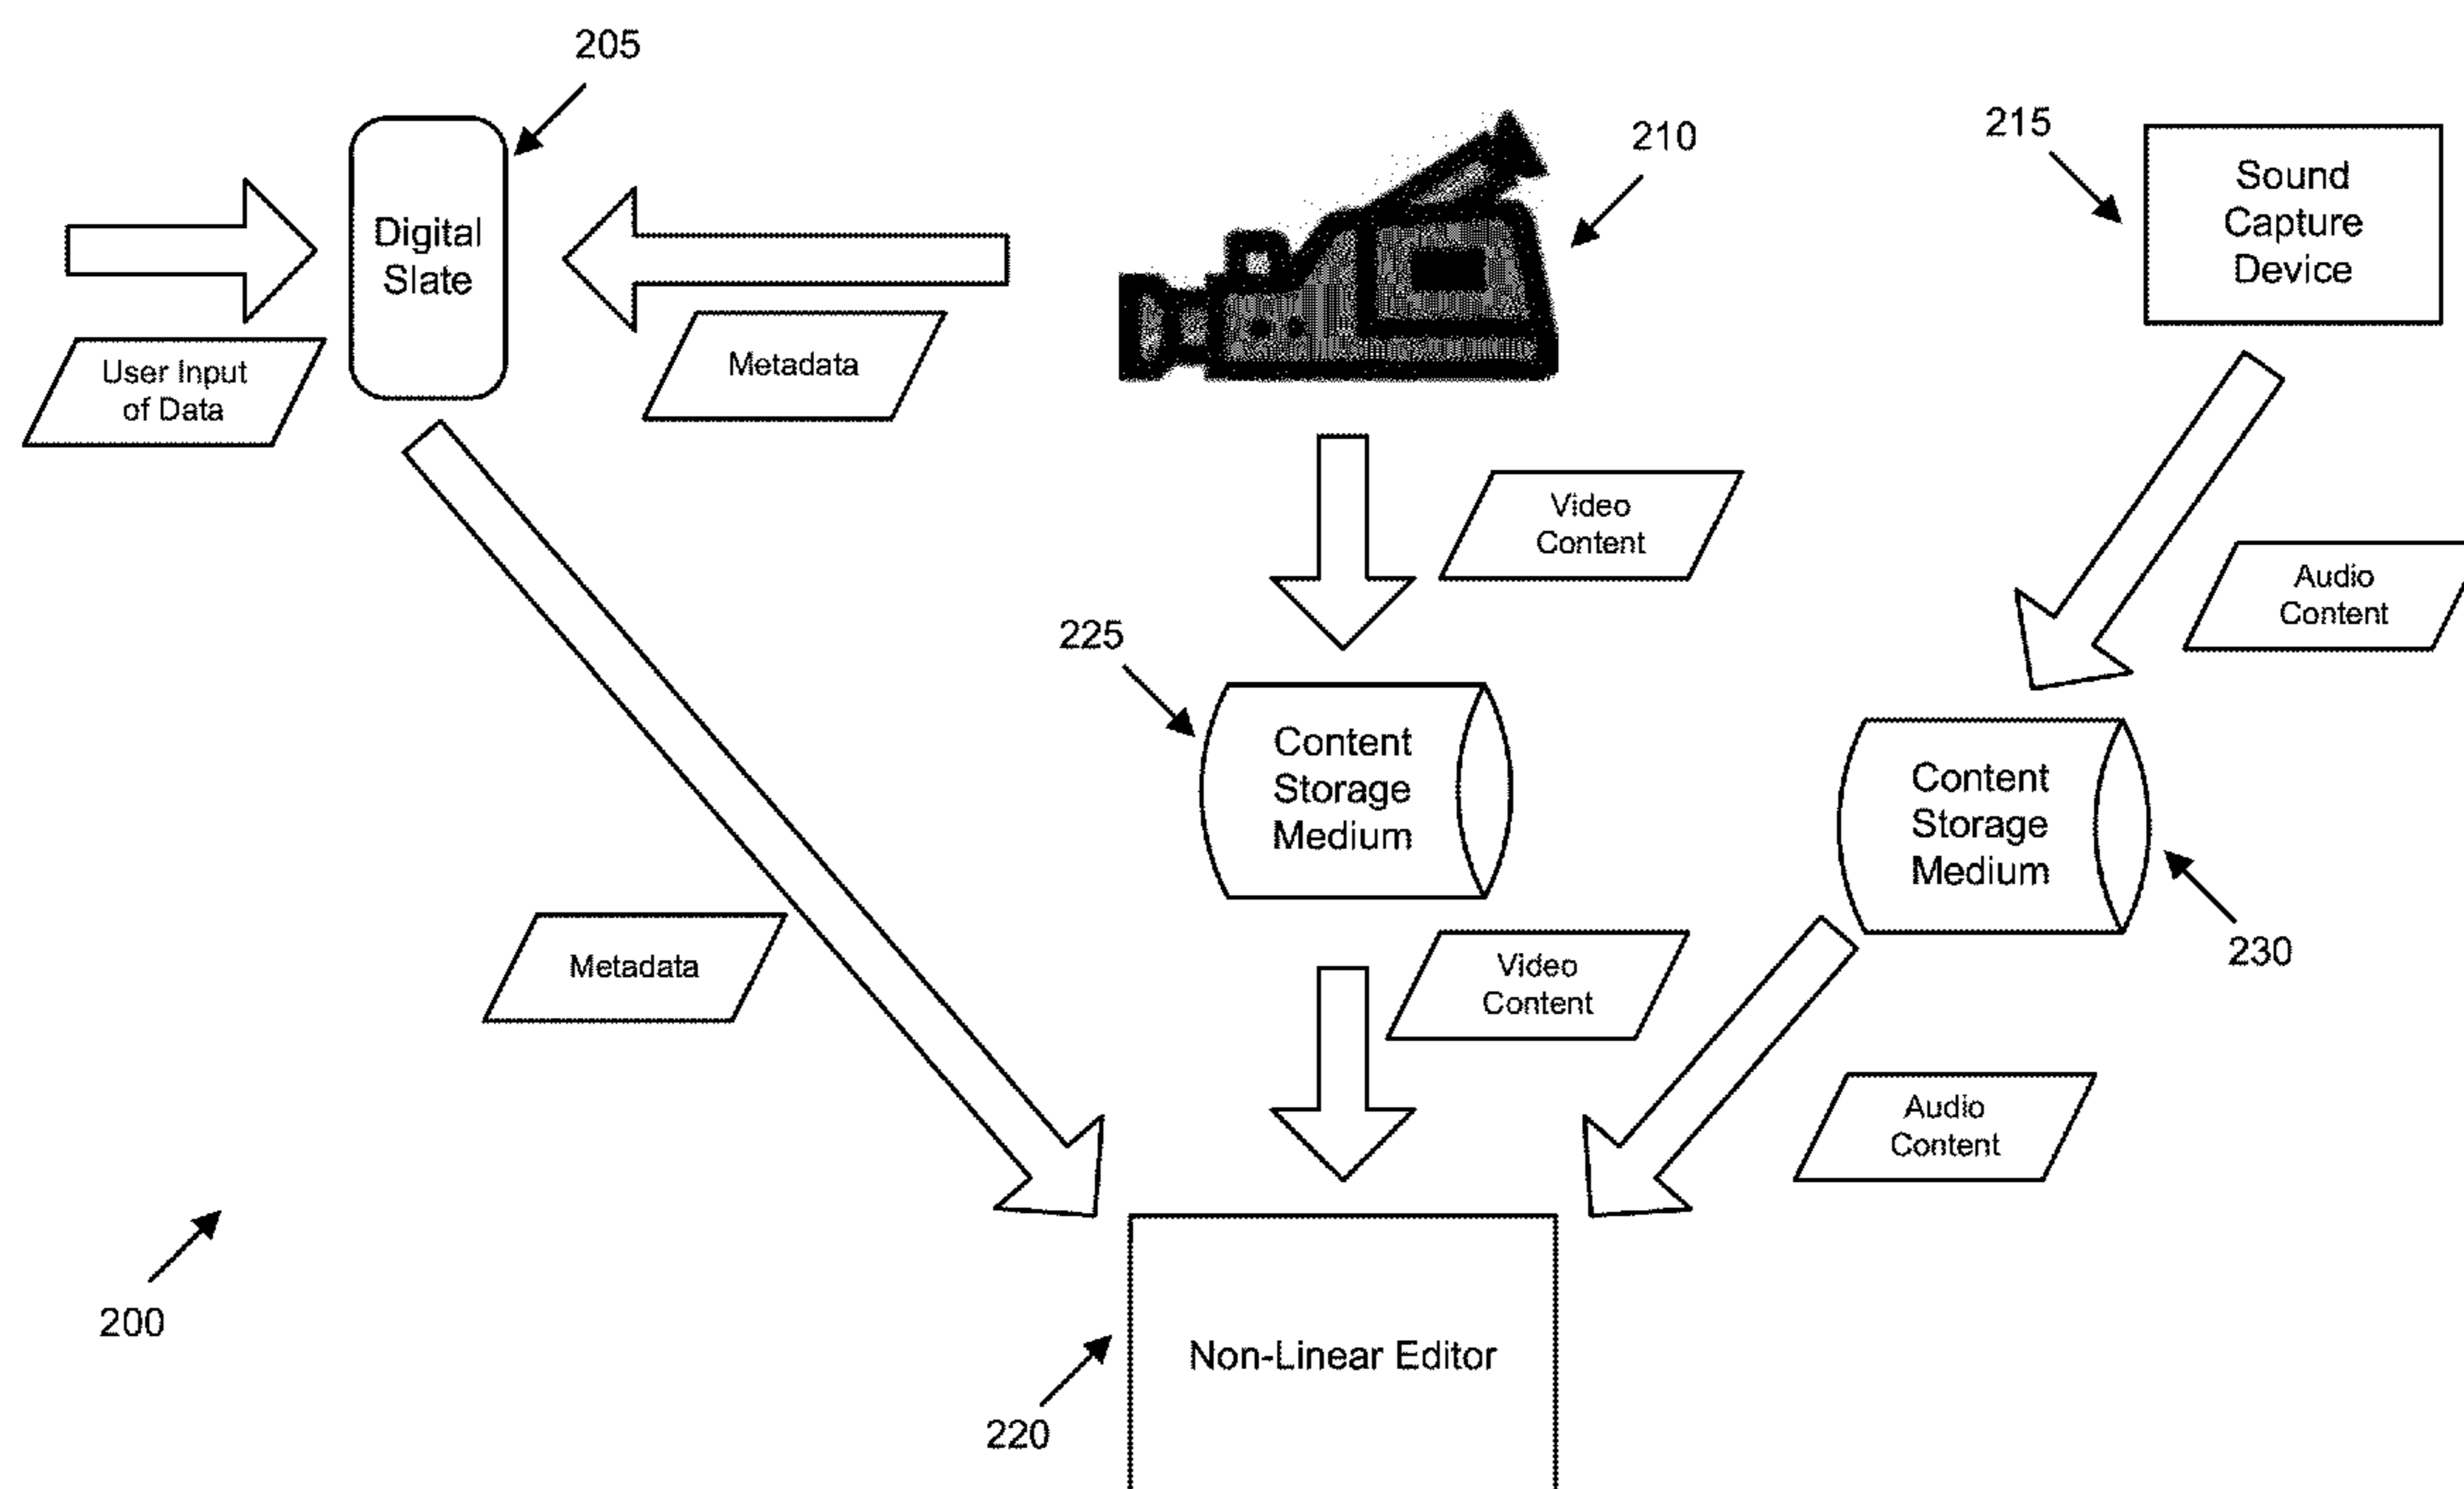 205
210
215
Digital
Slate
Sound
Capture
Device
User Input
of Data
Metadata
Video
Content
Audio
Content
225
Content
Storage
Medium
Content
Storage
Medium
230
Metadata
Video
Content
Audio
Content
200
220
Non-Linear Editor